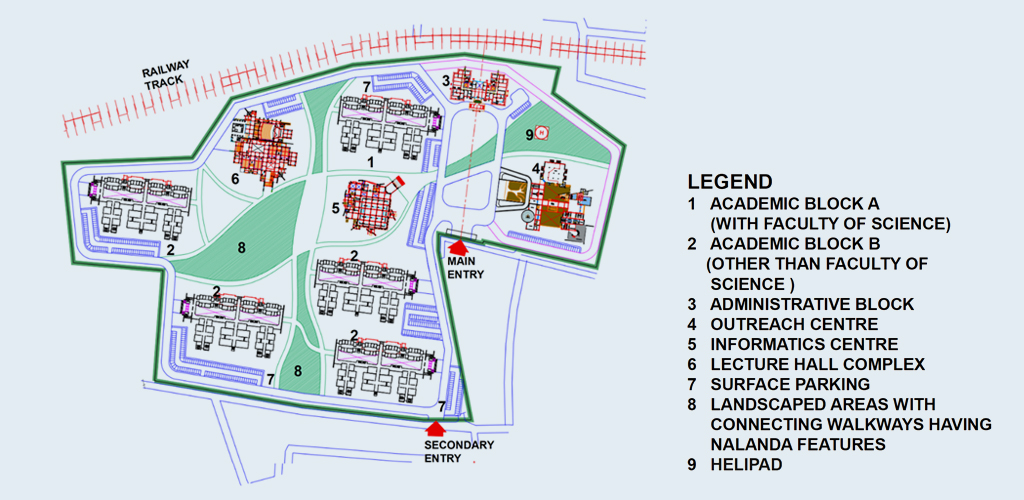 RAILWAY
TRACK
7
3
9
1
4
6
5
2
8
MAIN
ENTRY
2
2
2
8
7
7
SECONDARY
ENTRY
H
LEGEND
1 ACADEMIC BLOCK A
(WITH FACULTY OF SCIENCE)
2 ACADEMIC BLOCK B
(OTHER THAN FACULTY OF
SCIENCE )
3 ADMINISTRATIVE BLOCK
4 OUTREACH CENTRE
5 INFORMATICS CENTRE
6 LECTURE HALL COMPLEX
7 SURFACE PARKING
8 LANDSCAPED AREAS WITH
CONNECTING WALKWAYS HAVING
NALANDA FEATURES
9 HELIPAD